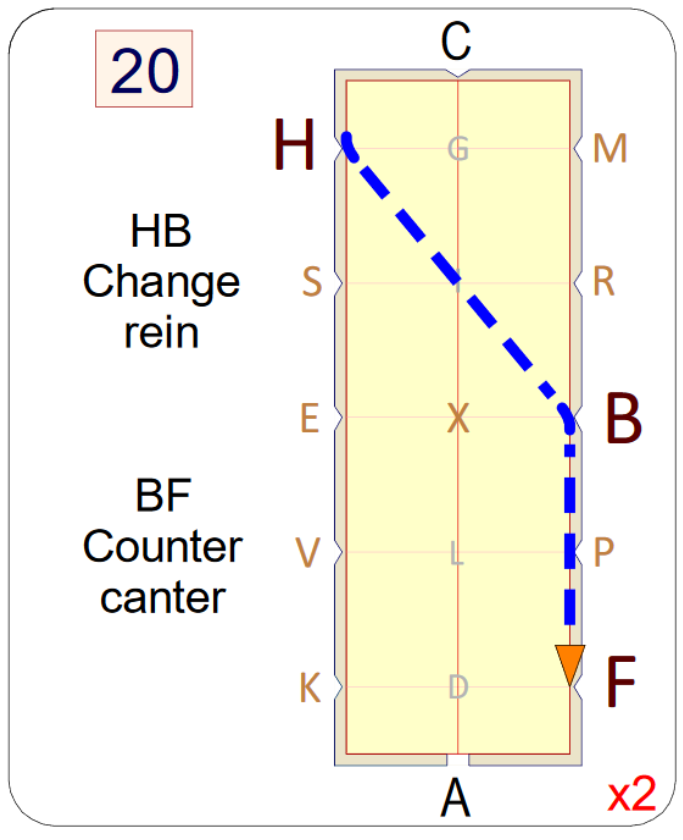 20
C
H G M
HB
Change
rein
S I R
E X B
BF
Counter
canter
V L P
K D F
A
x2